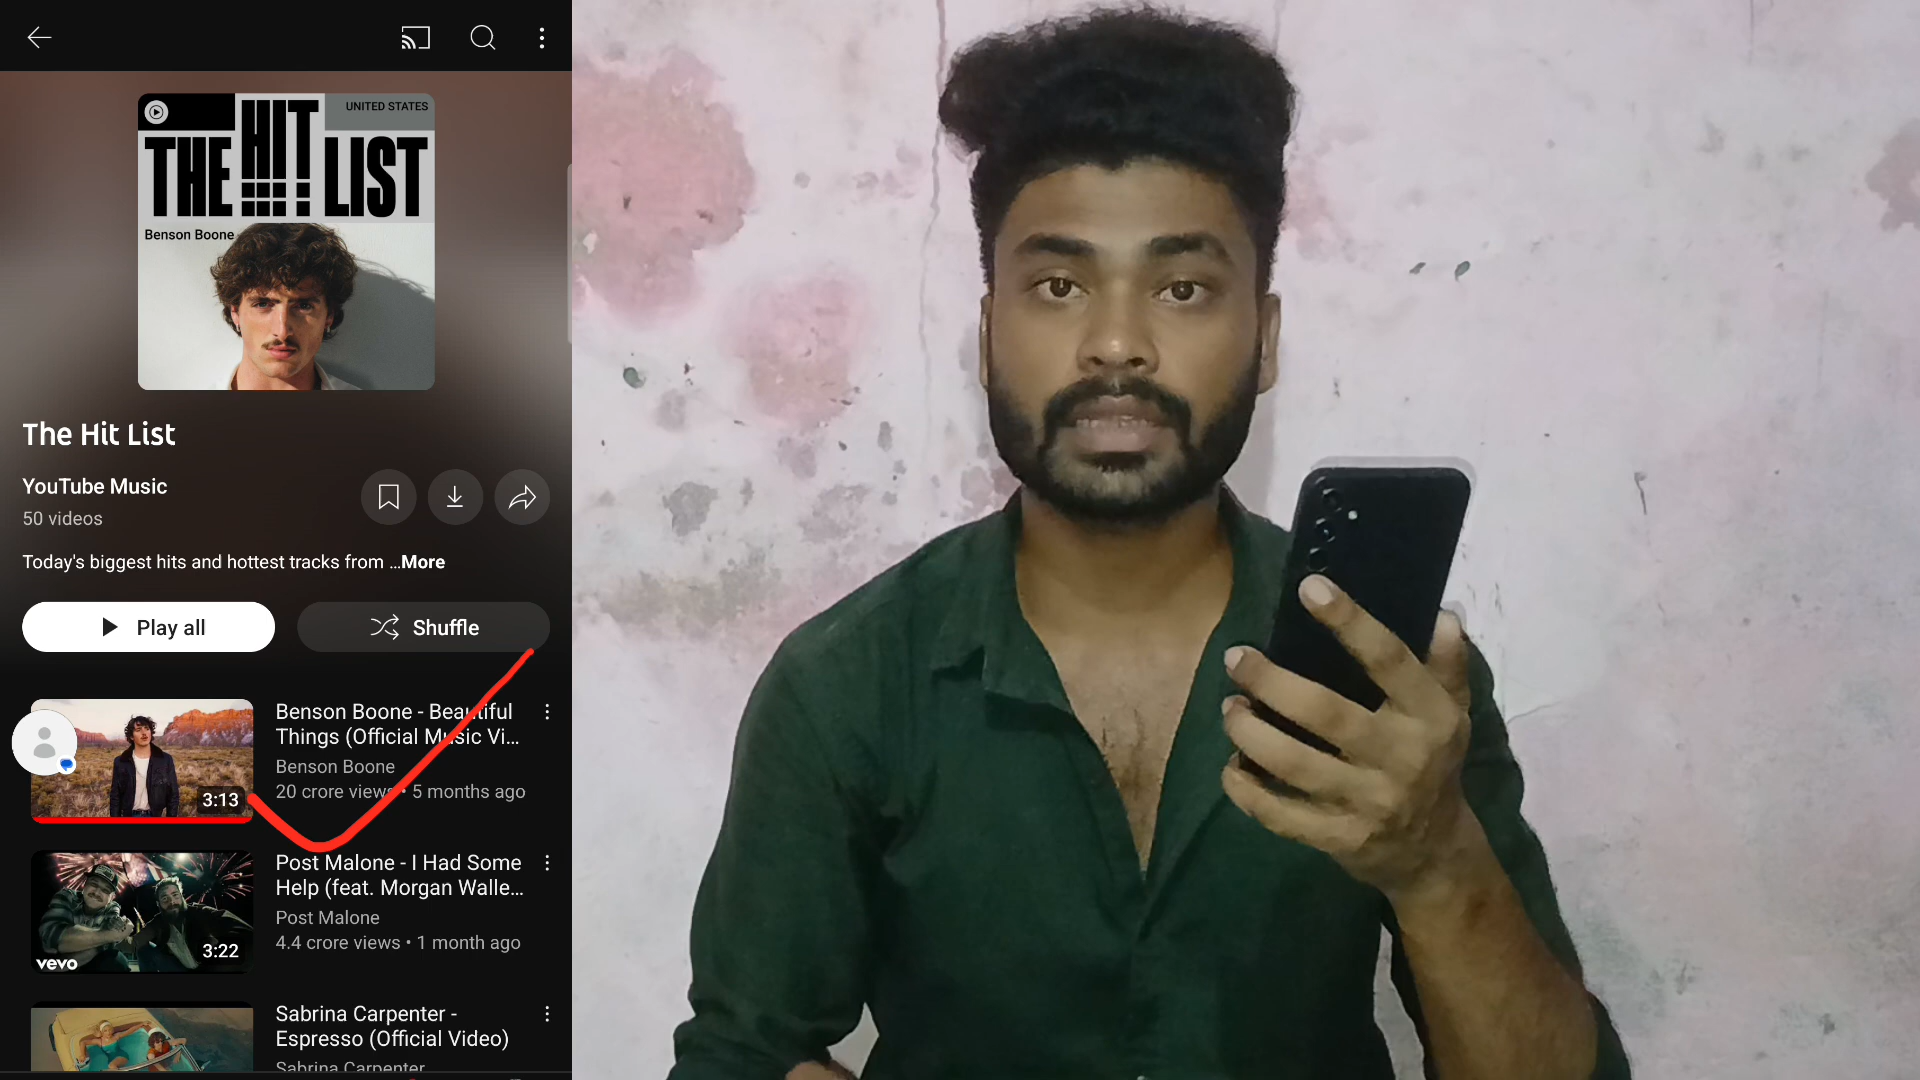 UNITED STATES
THE HIT LIST
Benson Boone
The Hit List
YouTube Music
50 videos
Today's biggest hits and hottest tracks from ...More
Play all
Shuffle
Benson Boone - Beautiful
Things (Official Music Vi...
Benson Boone
20 crore views • 5 months ago
3:13
Post Malone - I Had Some
Help (feat. Morgan Walle...
Post Malone
4.4 crore views • 1 month ago
3:22
vevo
Sabrina Carpenter -
Espresso (Official Video)
Sabrina Carpenter